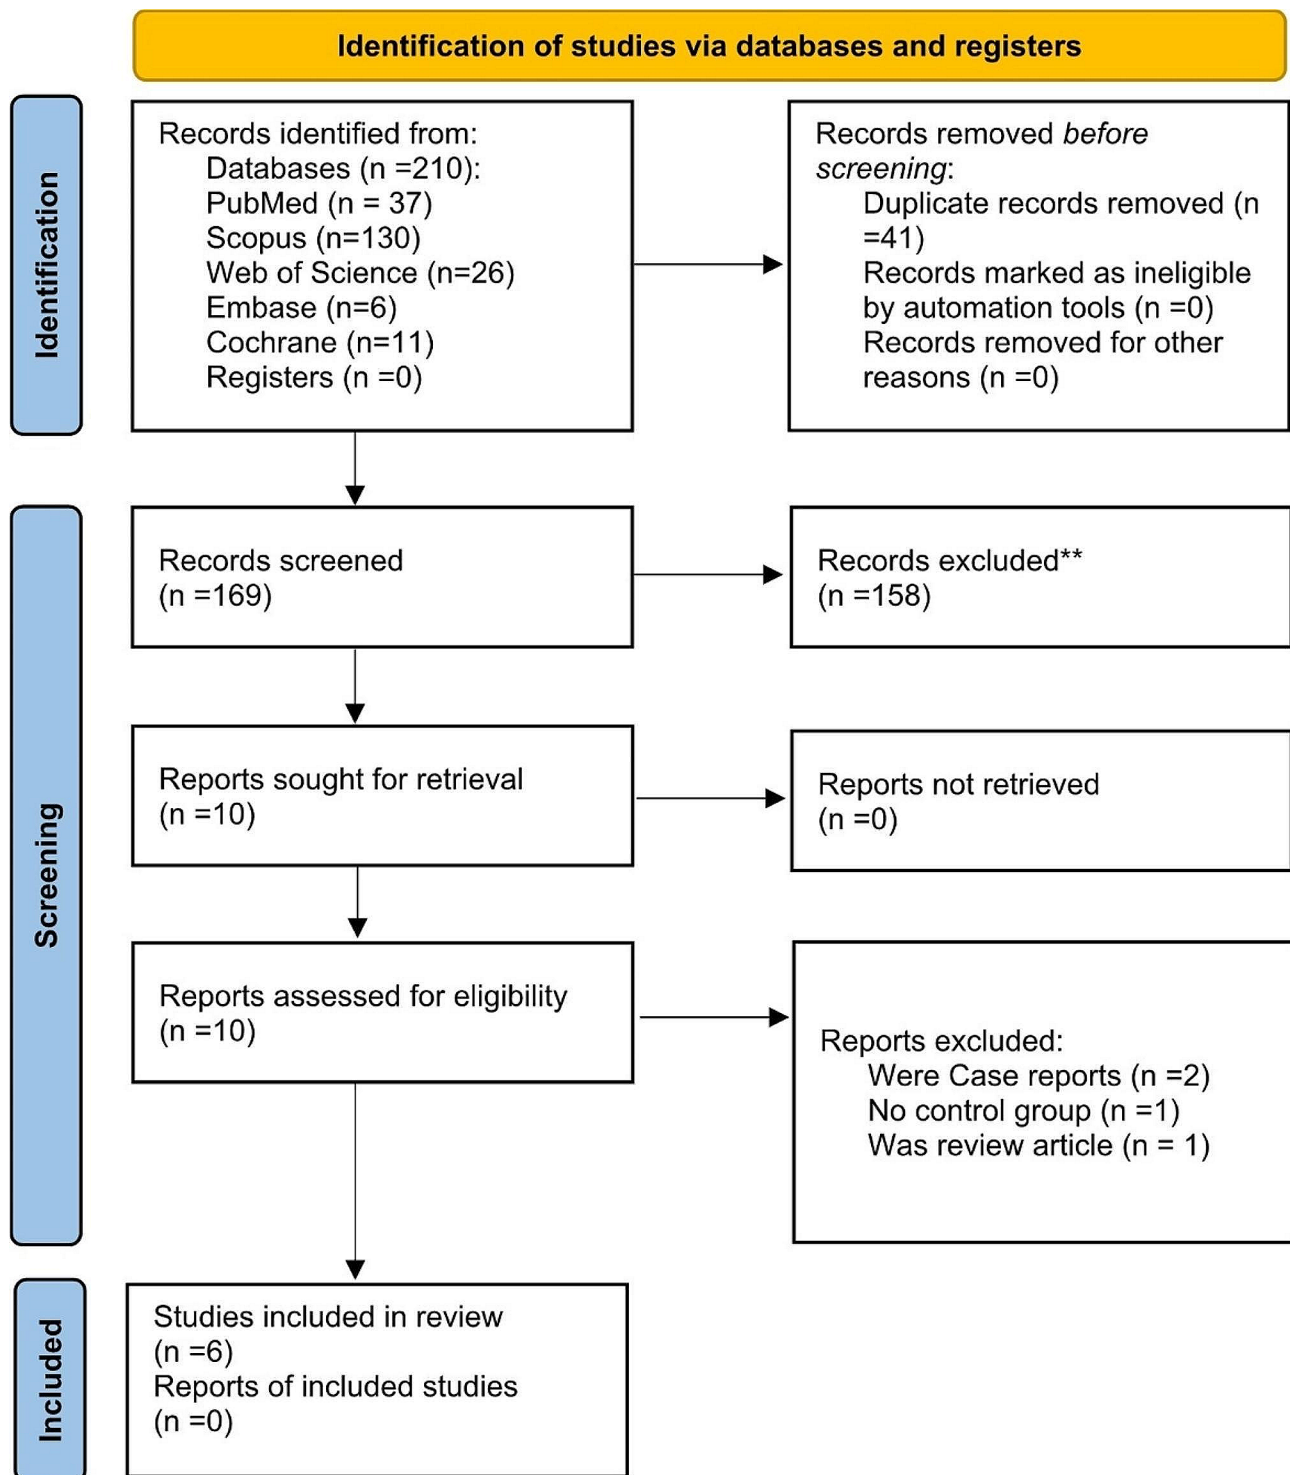 Identification of studies via databases and registers
Identification
Records identified from:
Databases (n =210):
PubMed (n = 37)
Scopus (n=130)
Web of Science (n=26)
Embase (n=6)
Cochrane (n=11)
Registers (n =0)
Records removed before
screening:
Duplicate records removed (n
=41)
Records marked as ineligible
by automation tools (n =0)
Records removed for other
reasons (n =0)
Screening
Records screened
(n =169)
Records excluded**
(n =158)
Reports sought for retrieval
(n =10)
Reports not retrieved
(n =0)
Reports assessed for eligibility
(n =10)
Reports excluded:
Were Case reports (n =2)
No control group (n =1)
Was review article (n = 1)
Included
Studies included in review
(n =6)
Reports of included studies
(n =0)